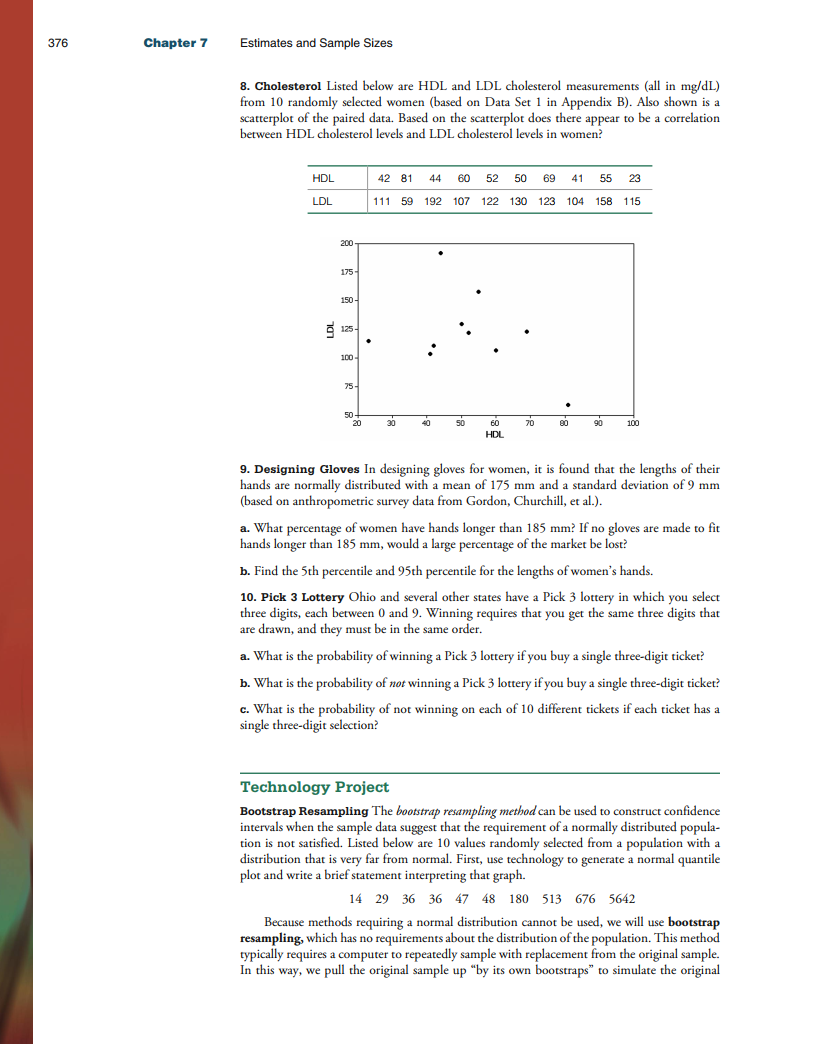 376 Chapter 7 Estimates and Sample Sizes
8. Cholesterol Listed below are HDL and LDL cholesterol measurements (all in mg/dL)
from 10 randomly selected women (based on Data Set 1 in Appendix B). Also shown is a
scatterplot of the paired data. Based on the scatterplot does there appear to be a correlation
between HDL cholesterol levels and LDL cholesterol levels in women?
HDL 42 81 44 60 52 50 69 41 55 23
LDL 111 59 192 107 122 130 123 104 158 115
200
175
150
125
LDL
100
75
50
20 30 40 50 60 70 80 90 100
HDL
9. Designing Gloves In designing gloves for women, it is found that the lengths of their
hands are normally distributed with a mean of 175 mm and a standard deviation of 9 mm
(based on anthropometric survey data from Gordon, Churchill, et al.).
a. What percentage of women have hands longer than 185 mm? If no gloves are made to fit
hands longer than 185 mm, would a large percentage of the market be lost?
b. Find the 5th percentile and 95th percentile for the lengths of women's hands.
10. Pick 3 Lottery Ohio and several other states have a Pick 3 lottery in which you select
three digits, each between 0 and 9. Winning requires that you get the same three digits that
are drawn, and they must be in the same order.
a. What is the probability of winning a Pick 3 lottery if you buy a single three-digit ticket?
b. What is the probability of not winning a Pick 3 lottery if you buy a single three-digit ticket?
c. What is the probability of not winning on each of 10 different tickets if each ticket has a
single three-digit selection?
Technology Project
Bootstrap Resampling The bootstrap resampling method can be used to construct confidence
intervals when the sample data suggest that the requirement of a normally distributed popula-
tion is not satisfied. Listed below are 10 values randomly selected from a population with a
distribution that is very far from normal. First, use technology to generate a normal quantile
plot and write a brief statement interpreting that graph.
14 29 36 36 47 48 180 513 676 5642
Because methods requiring a normal distribution cannot be used, we will use bootstrap
resampling, which has no requirements about the distribution of the population. This method
typically requires a computer to repeatedly sample with replacement from the original sample.
In this way, we pull the original sample up "by its own bootstraps" to simulate the original